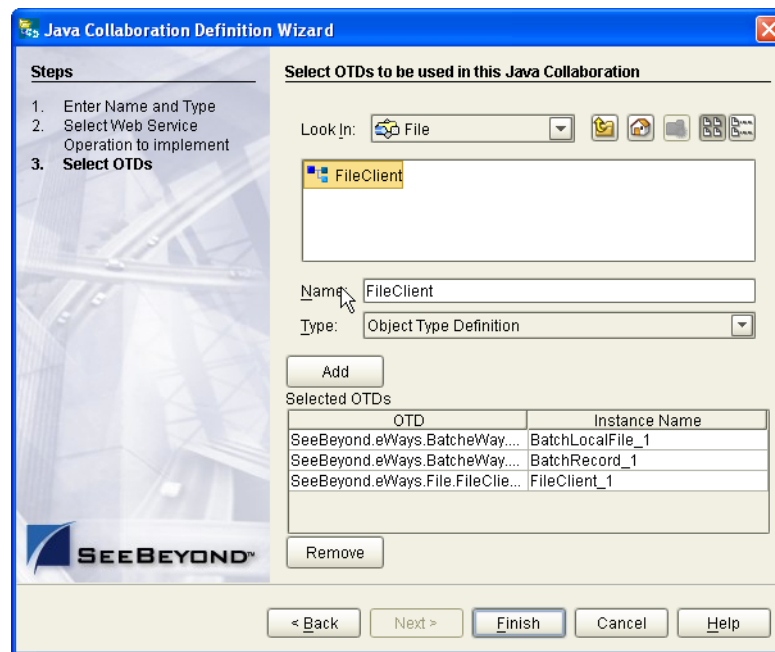 Java Collaboration Definition Wizard
Steps
1. Enter Name and Type
2. Select Web Service
Operation to implement
3. Select OTDs
Select OTDs to be used in this Java Collaboration
Look In: File
FileClient
Name: FileClient
Type: Object Type Definition
Add
Selected OTDs
OTD Instance Name
SeeBeyond.eWays.BatcheWay.... BatchLocalFile_1
SeeBeyond.eWays.BatcheWay.... BatchRecord_1
SeeBeyond.eWays.File.FileClie... FileClient_1
Remove
SEEBEYOND™
< Back Next > Finish Cancel Help